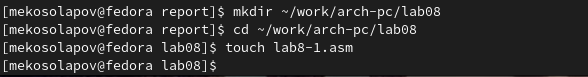 [mekosolapov@fedora report]$ mkdir ~/work/arch-pc/lab08
[mekosolapov@fedora report]$ cd ~/work/arch-pc/lab08
[mekosolapov@fedora lab08]$ touch lab8-1.asm
[mekosolapov@fedora lab08]$